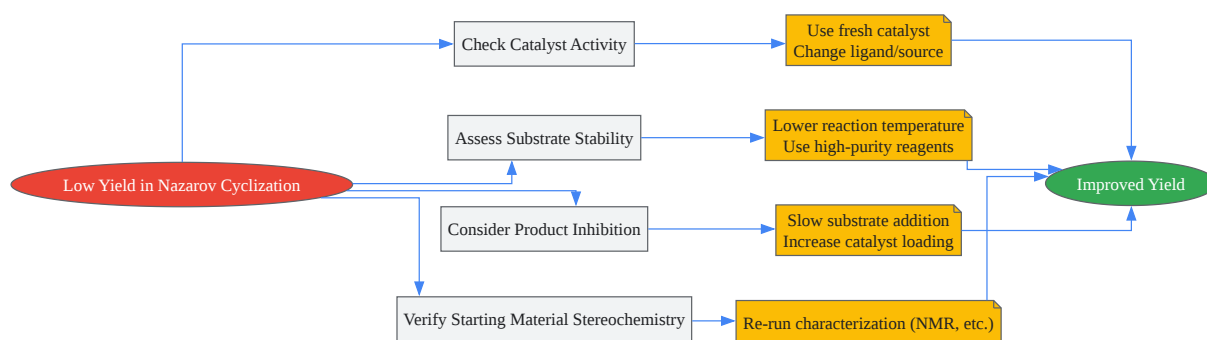 Low Yield in Nazarov Cyclization
Check Catalyst Activity
Use fresh catalyst
Change ligand/source
Assess Substrate Stability
Lower reaction temperature
Use high-purity reagents
Consider Product Inhibition
Slow substrate addition
Increase catalyst loading
Verify Starting Material Stereochemistry
Re-run characterization (NMR, etc.)
Improved Yield